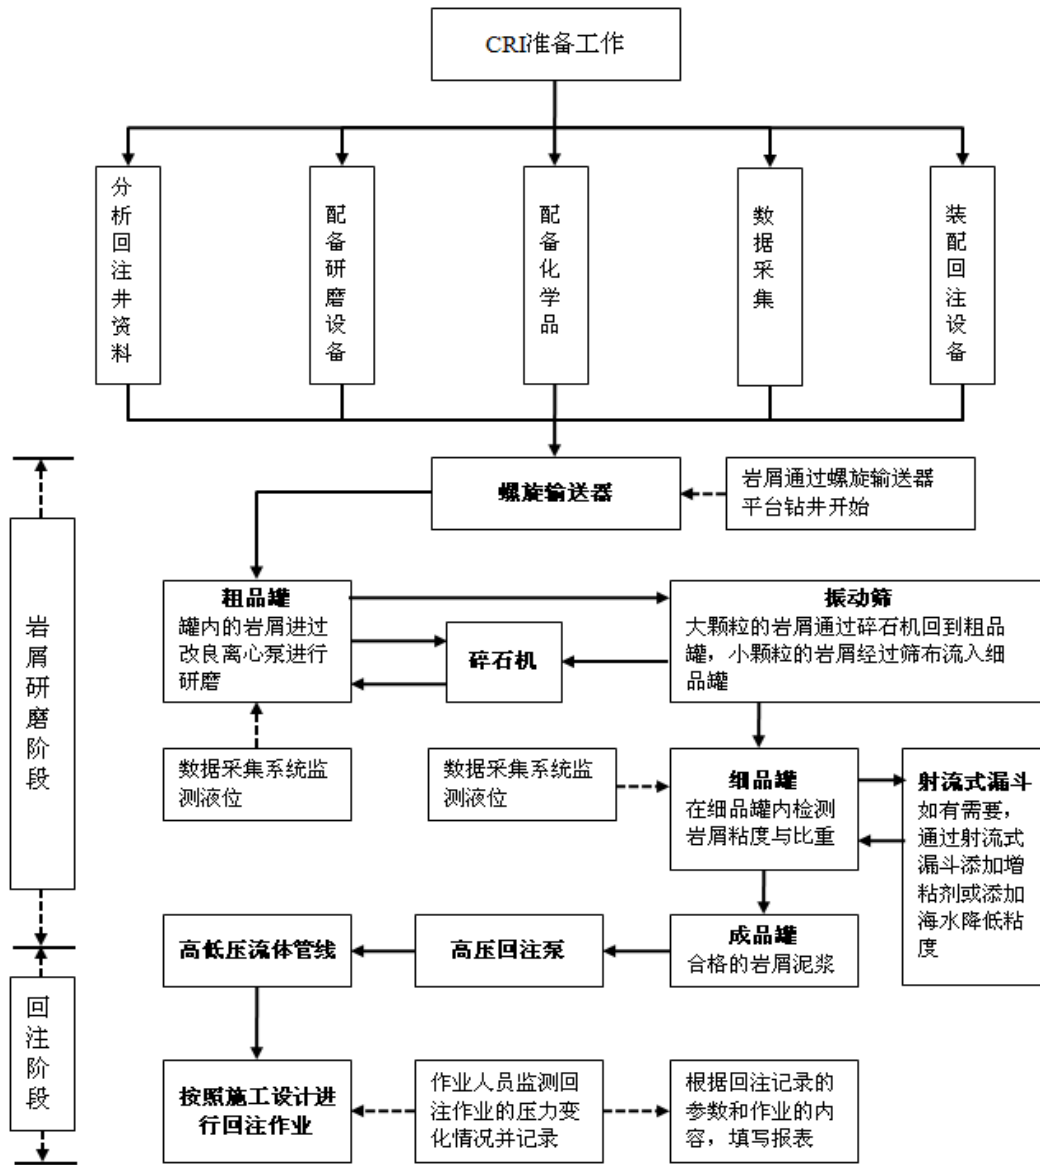 CRI准备工作
分析回注井资料
配备研磨设备
配备化学品
数据采集
装配回注设备
螺旋输送器
岩屑通过螺旋输送器
平台钻井开始
岩屑研磨阶段
粗品罐
罐内的岩屑进过
改良离心泵进行
研磨
碎石机
振动筛
大颗粒的岩屑通过碎石机回到粗品
罐，小颗粒的岩屑经过筛布流入细
品罐
数据采集系统监
测液位
数据采集系统监
测液位
细品罐
在细品罐内检测
岩屑粘度与比重
射流式漏斗
如有需要，
通过射流式
漏斗添加增
粘剂或添加
海水降低粘
度
高低压流体管线
高压回注泵
成品罐
合格的岩屑泥浆
回注阶段
按照施工设计进
行回注作业
作业人员监测回
注作业的压力变
化情况并记录
根据回注记录的
参数和作业的内
容，填写报表